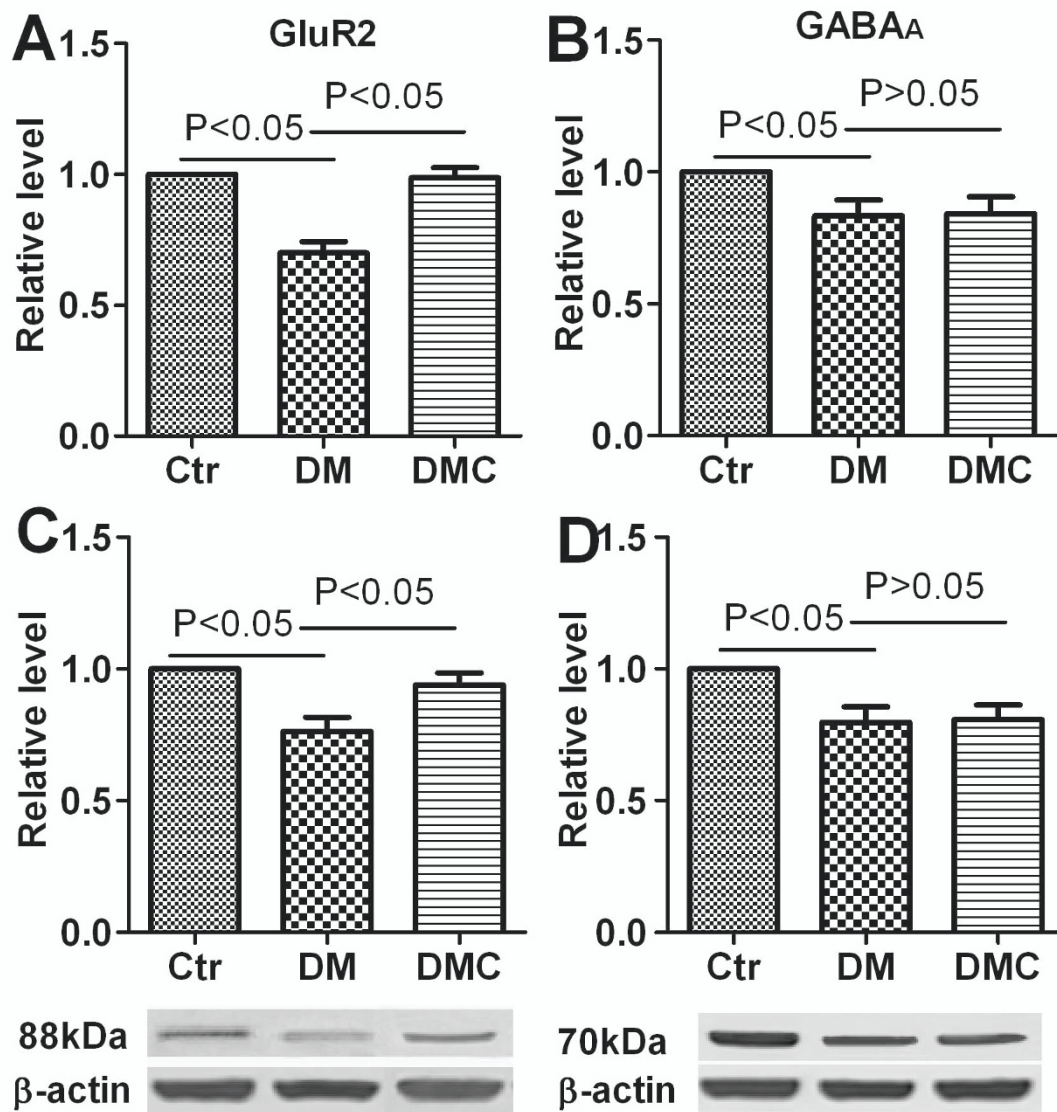 A
GluR2
1.5
1.0
0.5
0.0
Relative level
P<0.05
P<0.05
Ctr
DM
DMC
B
GABAA
1.5
1.0
0.5
0.0
Relative level
P<0.05
P>0.05
Ctr
DM
DMC
C
1.5
1.0
0.5
0.0
Relative level
P<0.05
P<0.05
Ctr
DM
DMC
88kDa
β-actin
D
1.5
1.0
0.5
0.0
Relative level
P<0.05
P>0.05
Ctr
DM
DMC
70kDa
β-actin